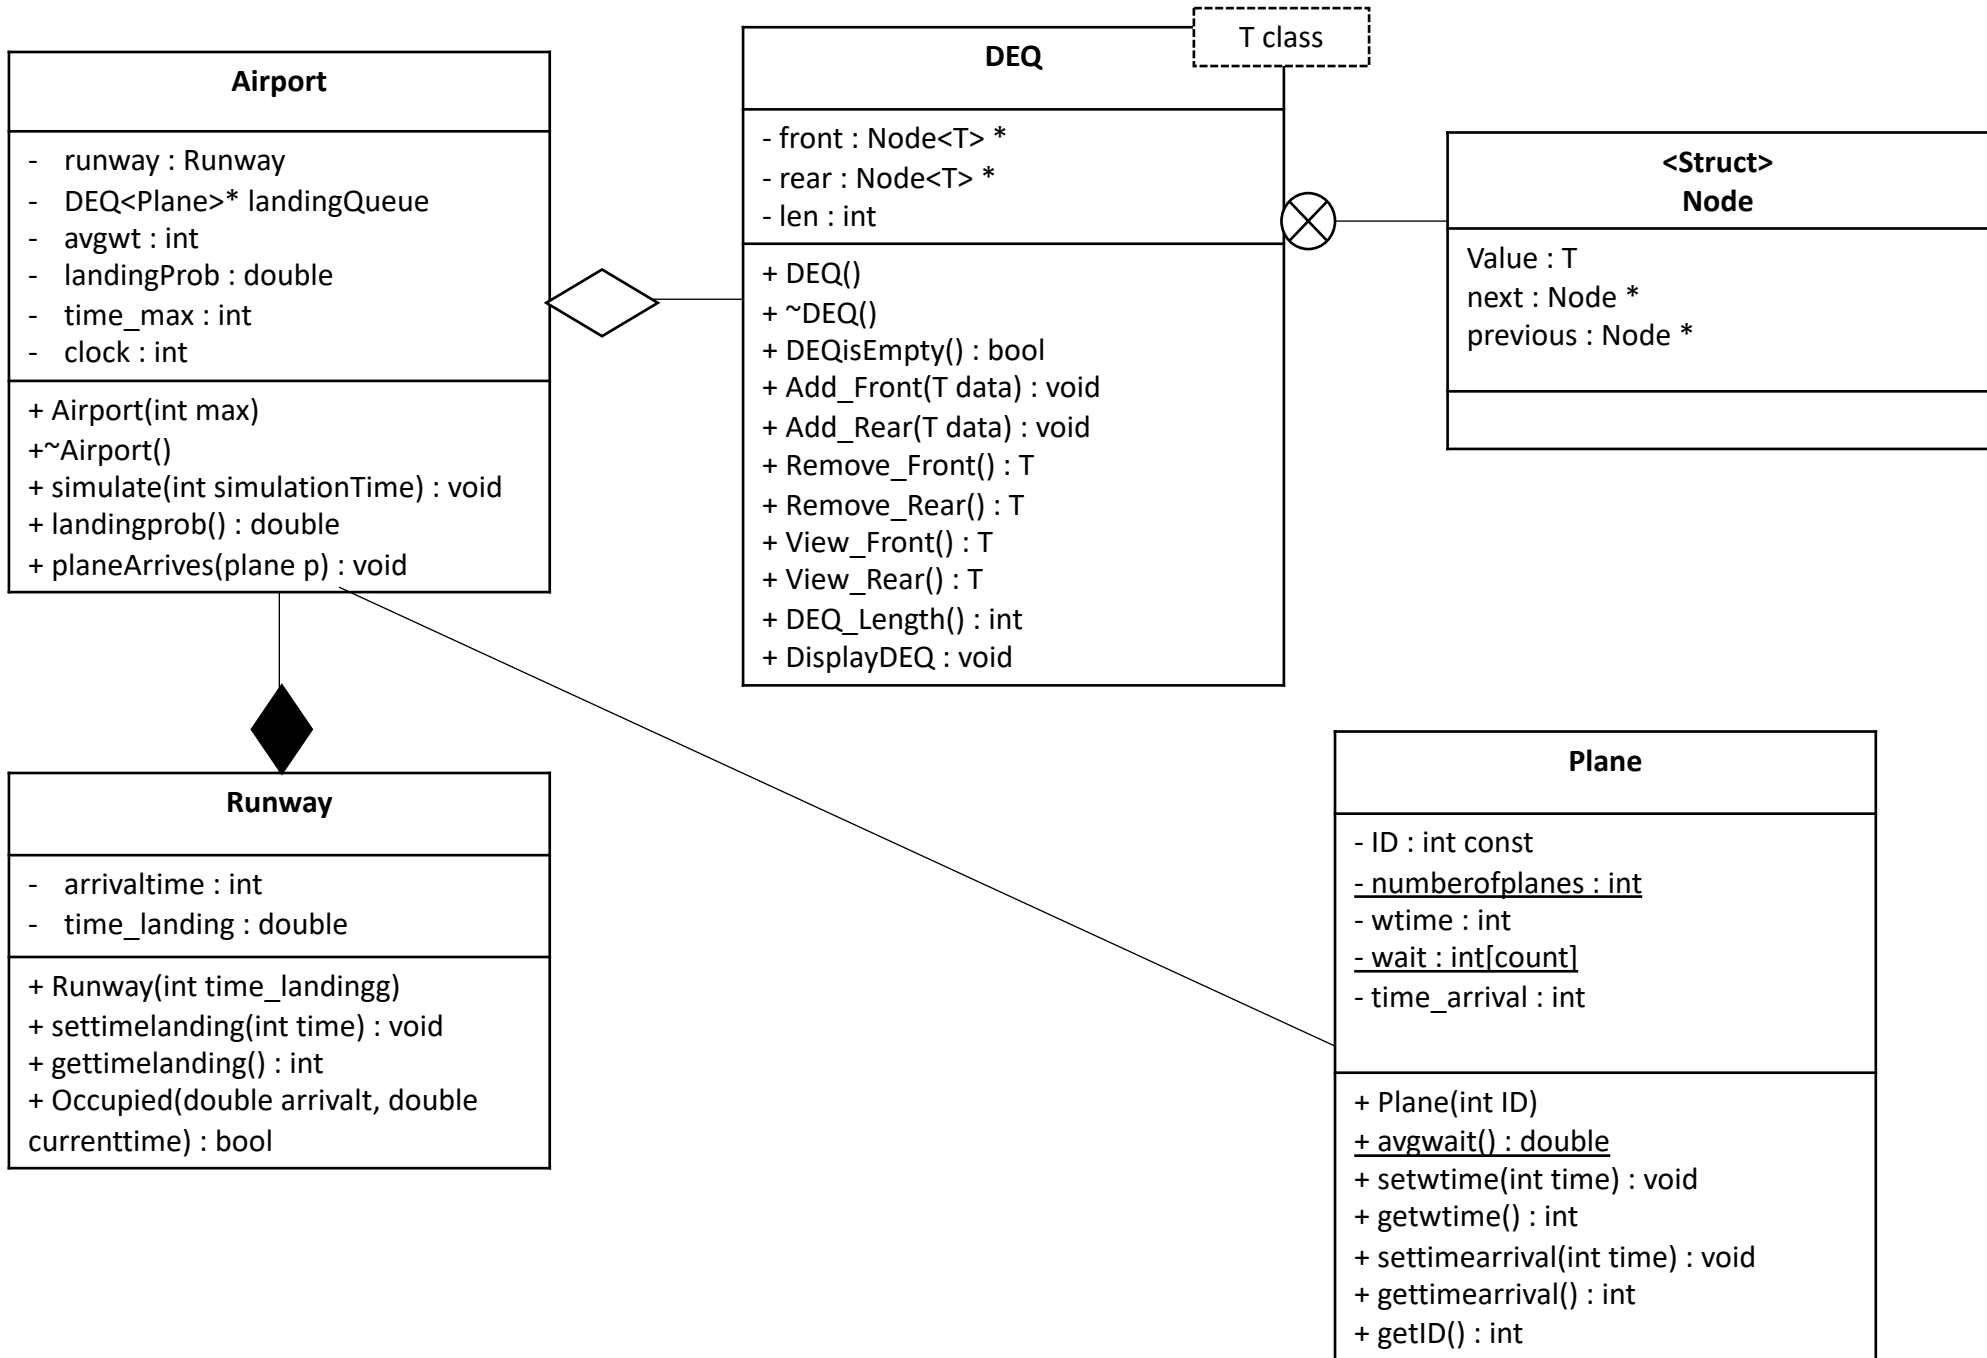 Airport
- runway : Runway
- DEQ<Plane>* landingQueue
- avgwt : int
- landingProb : double
- time_max : int
- clock : int
+ Airport(int max)
+~Airport()
+ simulate(int simulationTime) : void
+ landingprob() : double
+ planeArrives(plane p) : void
T class
DEQ
- front : Node<T> *
- rear : Node<T> *
- len : int
+ DEQ()
+ ~DEQ()
+ DEQisEmpty() : bool
+ Add_Front(T data) : void
+ Add_Rear(T data) : void
+ Remove_Front() : T
+ Remove_Rear() : T
+ View_Front() : T
+ View_Rear() : T
+ DEQ_Length() : int
+ DisplayDEQ : void
<Struct>
Node
Value : T
next : Node *
previous : Node *
Runway
- arrivaltime : int
- time_landing : double
+ Runway(int time_landingg)
+ settimelanding(int time) : void
+ gettimelanding() : int
+ Occupied(double arrivalt, double
currenttime) : bool
Plane
- ID : int const
- numberofplanes : int
- wtime : int
- wait : int[count]
- time_arrival : int
+ Plane(int ID)
+ avgwait() : double
+ setwtime(int time) : void
+ getwtime() : int
+ settimearrival(int time) : void
+ gettimearrival() : int
+ getID() : int